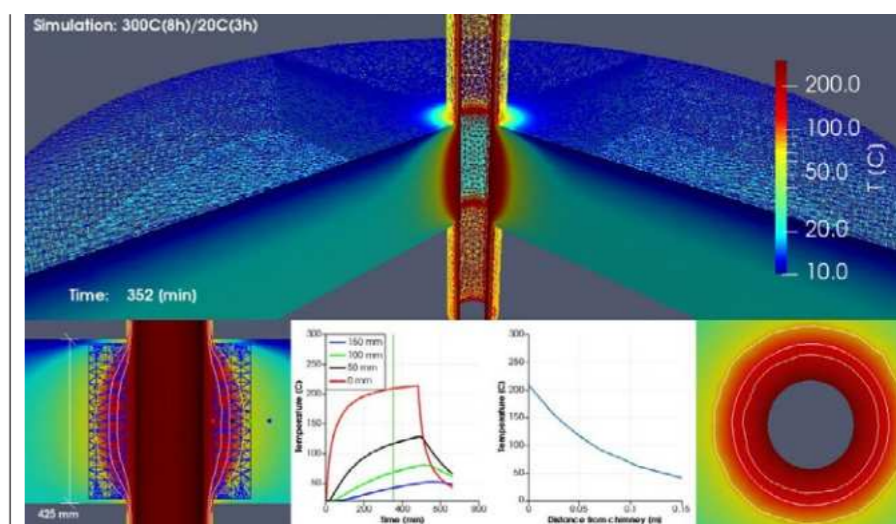 Simulation: 300C(8h)/20C(3h)
200.0
100.0
50.0
20.0
10.0
T (C)
Time: 352 (min)
425 mm
300
250
200
150
100
50
Temperature (C)
150 mm
100 mm
50 mm
0 mm
0
200
400
600
800
Time (min)
300
250
200
150
100
50
0
Temperature (C)
0
0.05
0.1
0.15
Distance from chimney (m)